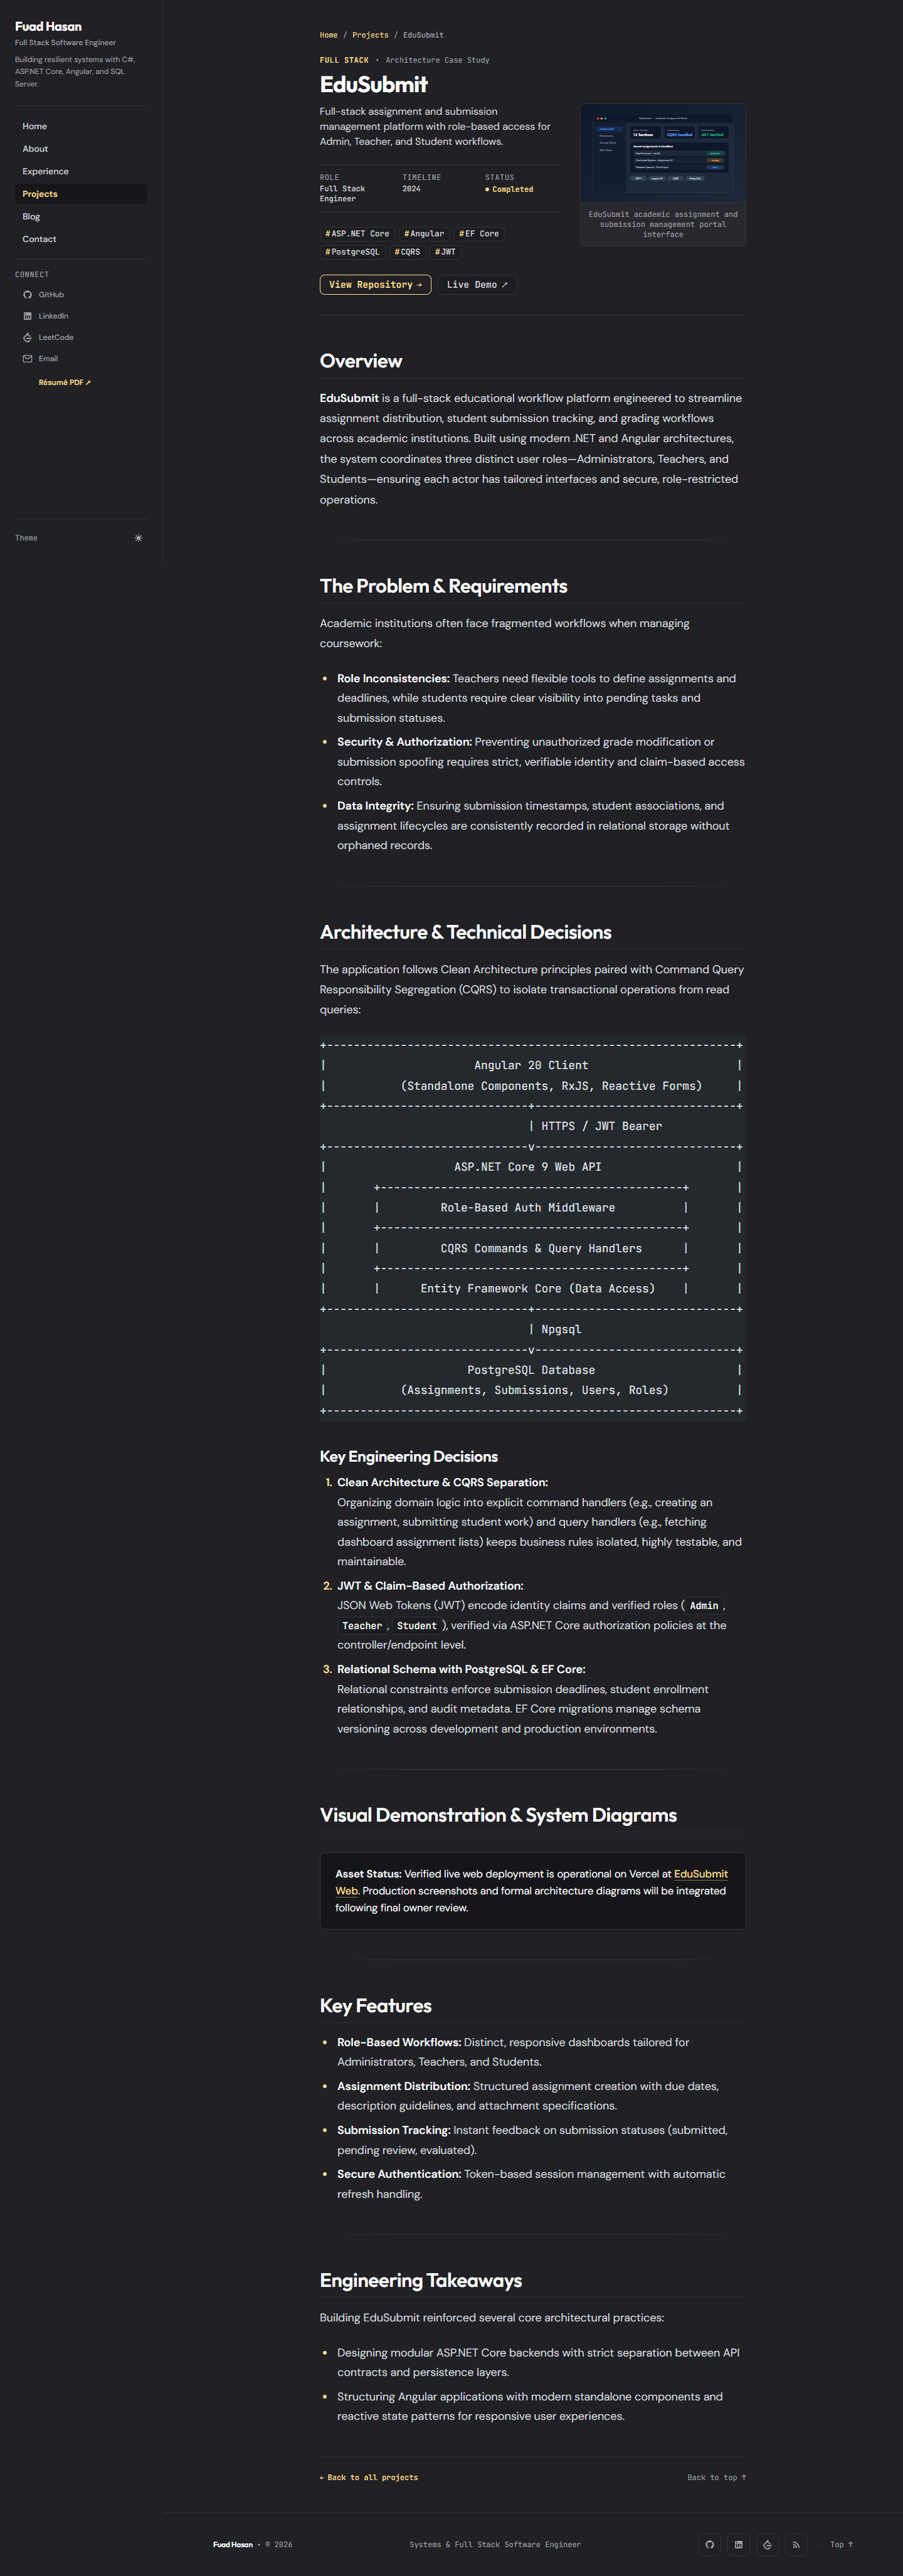 Fuad Hasan
Full Stack Software Engineer
Building resilient systems with C#,
ASP.NET Core, Angular, and SQL
Server.
Home
About
Experience
Projects
Blog
Contact
CONNECT
GitHub
LinkedIn
LeetCode
Email
Résumé PDF ↗
Theme
Home / Projects / EduSubmit
FULL STACK • Architecture Case Study
EduSubmit
Full-stack assignment and submission
management platform with role-based access for
Admin, Teacher, and Student workflows.
ROLE
Full Stack
Engineer
TIMELINE
2024
STATUS
● Completed
#ASP.NET Core #Angular #EF Core
#PostgreSQL #CQRS #JWT
View Repository → Live Demo ↗
12 Sections
EduSubmit academic assignment and
submission management portal
interface
Overview
EduSubmit is a full-stack educational workflow platform engineered to streamline
assignment distribution, student submission tracking, and grading workflows
across academic institutions. Built using modern .NET and Angular architectures,
the system coordinates three distinct user roles—Administrators, Teachers, and
Students—ensuring each actor has tailored interfaces and secure, role-restricted
operations.
The Problem & Requirements
Academic institutions often face fragmented workflows when managing
coursework:
• Role Inconsistencies: Teachers need flexible tools to define assignments and
deadlines, while students require clear visibility into pending tasks and
submission statuses.
• Security & Authorization: Preventing unauthorized grade modification or
submission spoofing requires strict, verifiable identity and claim-based access
controls.
• Data Integrity: Ensuring submission timestamps, student associations, and
assignment lifecycles are consistently recorded in relational storage without
orphaned records.
Architecture & Technical Decisions
The application follows Clean Architecture principles paired with Command Query
Responsibility Segregation (CQRS) to isolate transactional operations from read
queries:
+-------------------------------------------------------------+
|                      Angular 20 Client                      |
|           (Standalone Components, RxJS, Reactive Forms)     |
+------------------------------+------------------------------+
                               | HTTPS / JWT Bearer
+------------------------------v------------------------------+
|                   ASP.NET Core 9 Web API                    |
|       +---------------------------------------------+       |
|       |         Role-Based Auth Middleware          |       |
|       +---------------------------------------------+       |
|       |         CQRS Commands & Query Handlers      |       |
|       +---------------------------------------------+       |
|       |      Entity Framework Core (Data Access)    |       |
+------------------------------+------------------------------+
                               | Npgsql
+------------------------------v------------------------------+
|                     PostgreSQL Database                     |
|           (Assignments, Submissions, Users, Roles)          |
+-------------------------------------------------------------+
Key Engineering Decisions
1. Clean Architecture & CQRS Separation:
Organizing domain logic into explicit command handlers (e.g., creating an
assignment, submitting student work) and query handlers (e.g., fetching
dashboard assignment lists) keeps business rules isolated, highly testable, and
maintainable.
2. JWT & Claim-Based Authorization:
JSON Web Tokens (JWT) encode identity claims and verified roles ( Admin ,
Teacher , Student ), verified via ASP.NET Core authorization policies at the
controller/endpoint level.
3. Relational Schema with PostgreSQL & EF Core:
Relational constraints enforce submission deadlines, student enrollment
relationships, and audit metadata. EF Core migrations manage schema
versioning across development and production environments.
Visual Demonstration & System Diagrams
Asset Status: Verified live web deployment is operational on Vercel at EduSubmit
Web. Production screenshots and formal architecture diagrams will be integrated
following final owner review.
Key Features
• Role-Based Workflows: Distinct, responsive dashboards tailored for
Administrators, Teachers, and Students.
• Assignment Distribution: Structured assignment creation with due dates,
description guidelines, and attachment specifications.
• Submission Tracking: Instant feedback on submission statuses (submitted,
pending review, evaluated).
• Secure Authentication: Token-based session management with automatic
refresh handling.
Engineering Takeaways
Building EduSubmit reinforced several core architectural practices:
• Designing modular ASP.NET Core backends with strict separation between API
contracts and persistence layers.
• Structuring Angular applications with modern standalone components and
reactive state patterns for responsive user experiences.
← Back to all projects
Back to top ↑
Fuad Hasan • © 2026
Systems & Full Stack Software Engineer
Top ↑